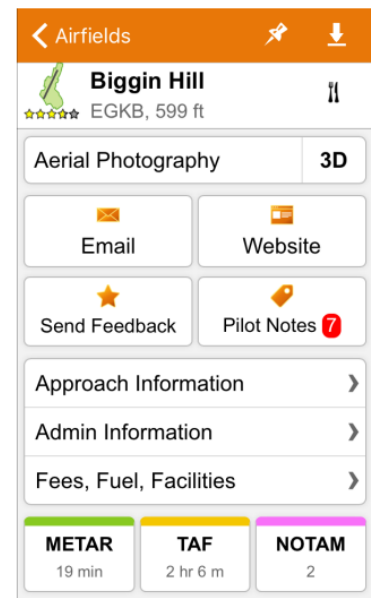 Airfields
Biggin Hill
EGKB, 599 ft
Aerial Photography 3D
Email Website
Send Feedback Pilot Notes 7
Approach Information
Admin Information
Fees, Fuel, Facilities
METAR TAF NOTAM
19 min 2 hr 6 m 2